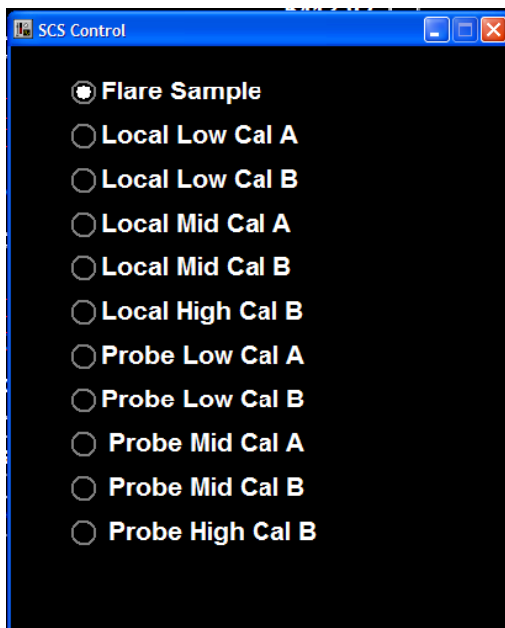 SCS Control
Flare Sample
Local Low Cal A
Local Low Cal B
Local Mid Cal A
Local Mid Cal B
Local High Cal B
Probe Low Cal A
Probe Low Cal B
Probe Mid Cal A
Probe Mid Cal B
Probe High Cal B